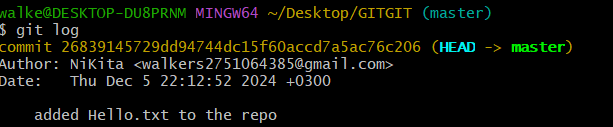 walke@DESKTOP-DU8PRNM MINGW64 ~/Desktop/GITGIT (master)
$ git log
commit 26839145729dd94744dc15f60accd7a5ac76c206 (HEAD -> master)
Author: NiKita <walkers2751064385@gmail.com>
Date:   Thu Dec 5 22:12:52 2024 +0300
    added Hello.txt to the repo